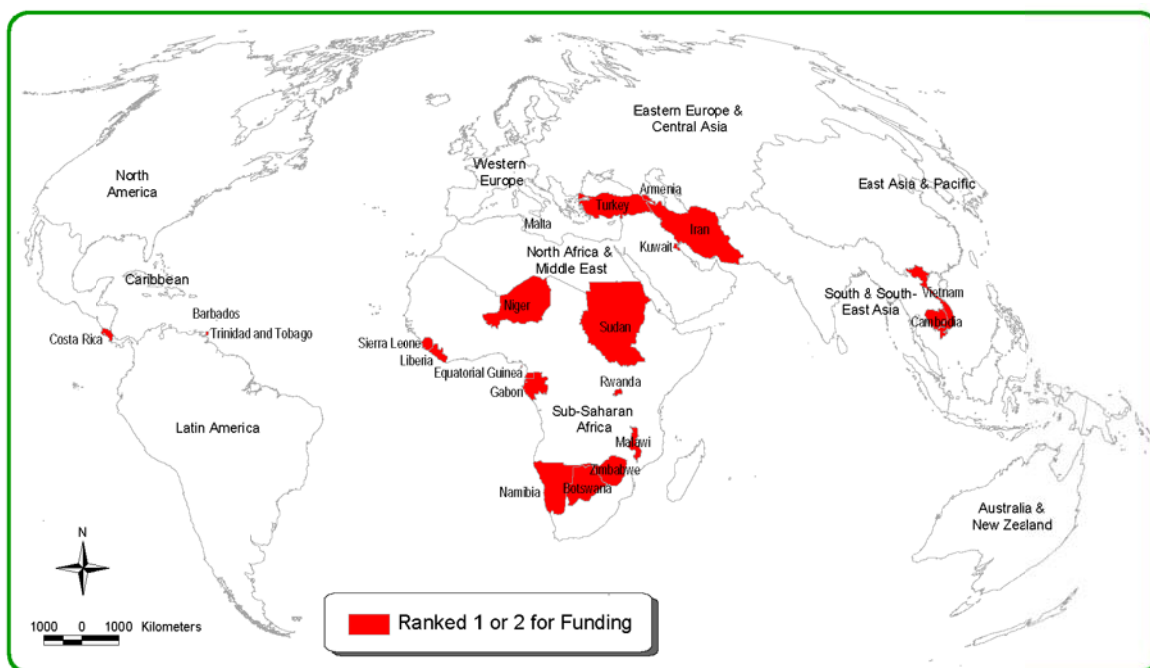 Eastern Europe &
Central Asia
North
America
Western
Europe
East Asia & Pacific
Armenia
Turkey
Malta
Iran
Kuwait
North Africa &
Middle East
Caribbean
Niger
South & South-
East Asia
Vietnam
Barbados
Cambodia
Trinidad and Tobago
Sudan
Costa Rica
Sierra Leone
Liberia
Equatorial Guinea
Rwanda
Gabon
Sub-Saharan
Africa
Latin America
Malawi
Zimbabwe
Namibia
Botswana
Australia &
New Zealand
N
1000 0 1000 Kilometers
Ranked 1 or 2 for Funding